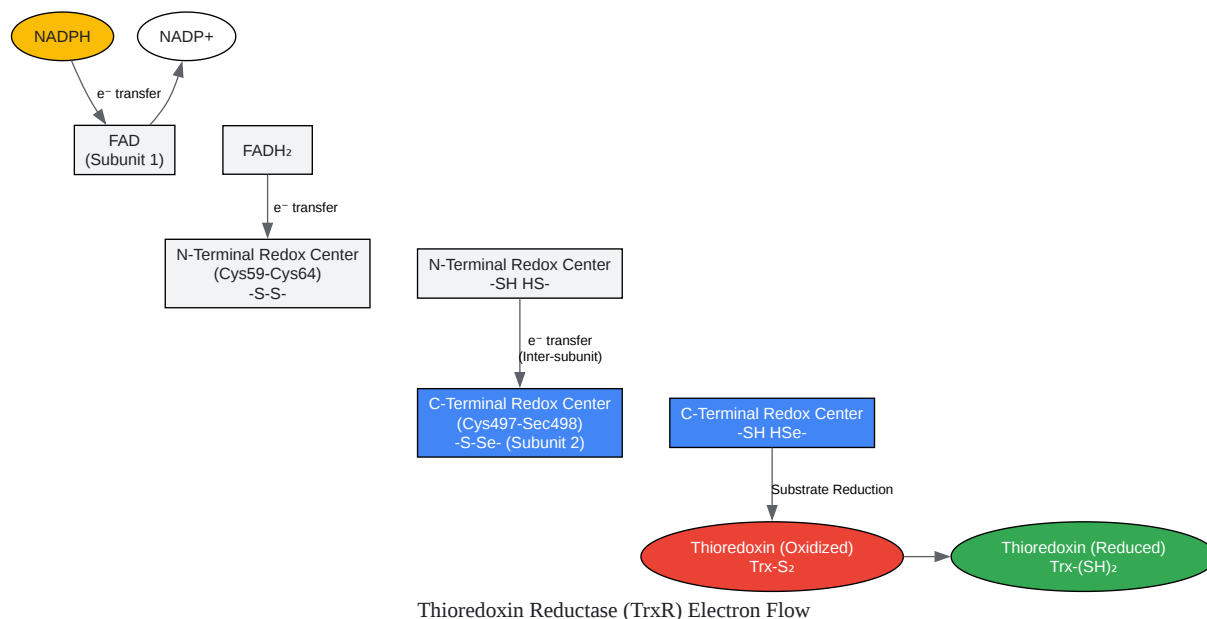 NADPH
NADP+
e⁻ transfer
FAD
(Subunit 1)
FADH₂
e⁻ transfer
N-Terminal Redox Center
(Cys59-Cys64)
-S-S-
N-Terminal Redox Center
-SH HS-
e⁻ transfer
(Inter-subunit)
C-Terminal Redox Center
(Cys497-Sec498)
-S-Se- (Subunit 2)
C-Terminal Redox Center
-SH HSe-
Substrate Reduction
Thioredoxin (Oxidized)
Trx-S₂
Thioredoxin (Reduced)
Trx-(SH)₂
Thioredoxin Reductase (TrxR) Electron Flow